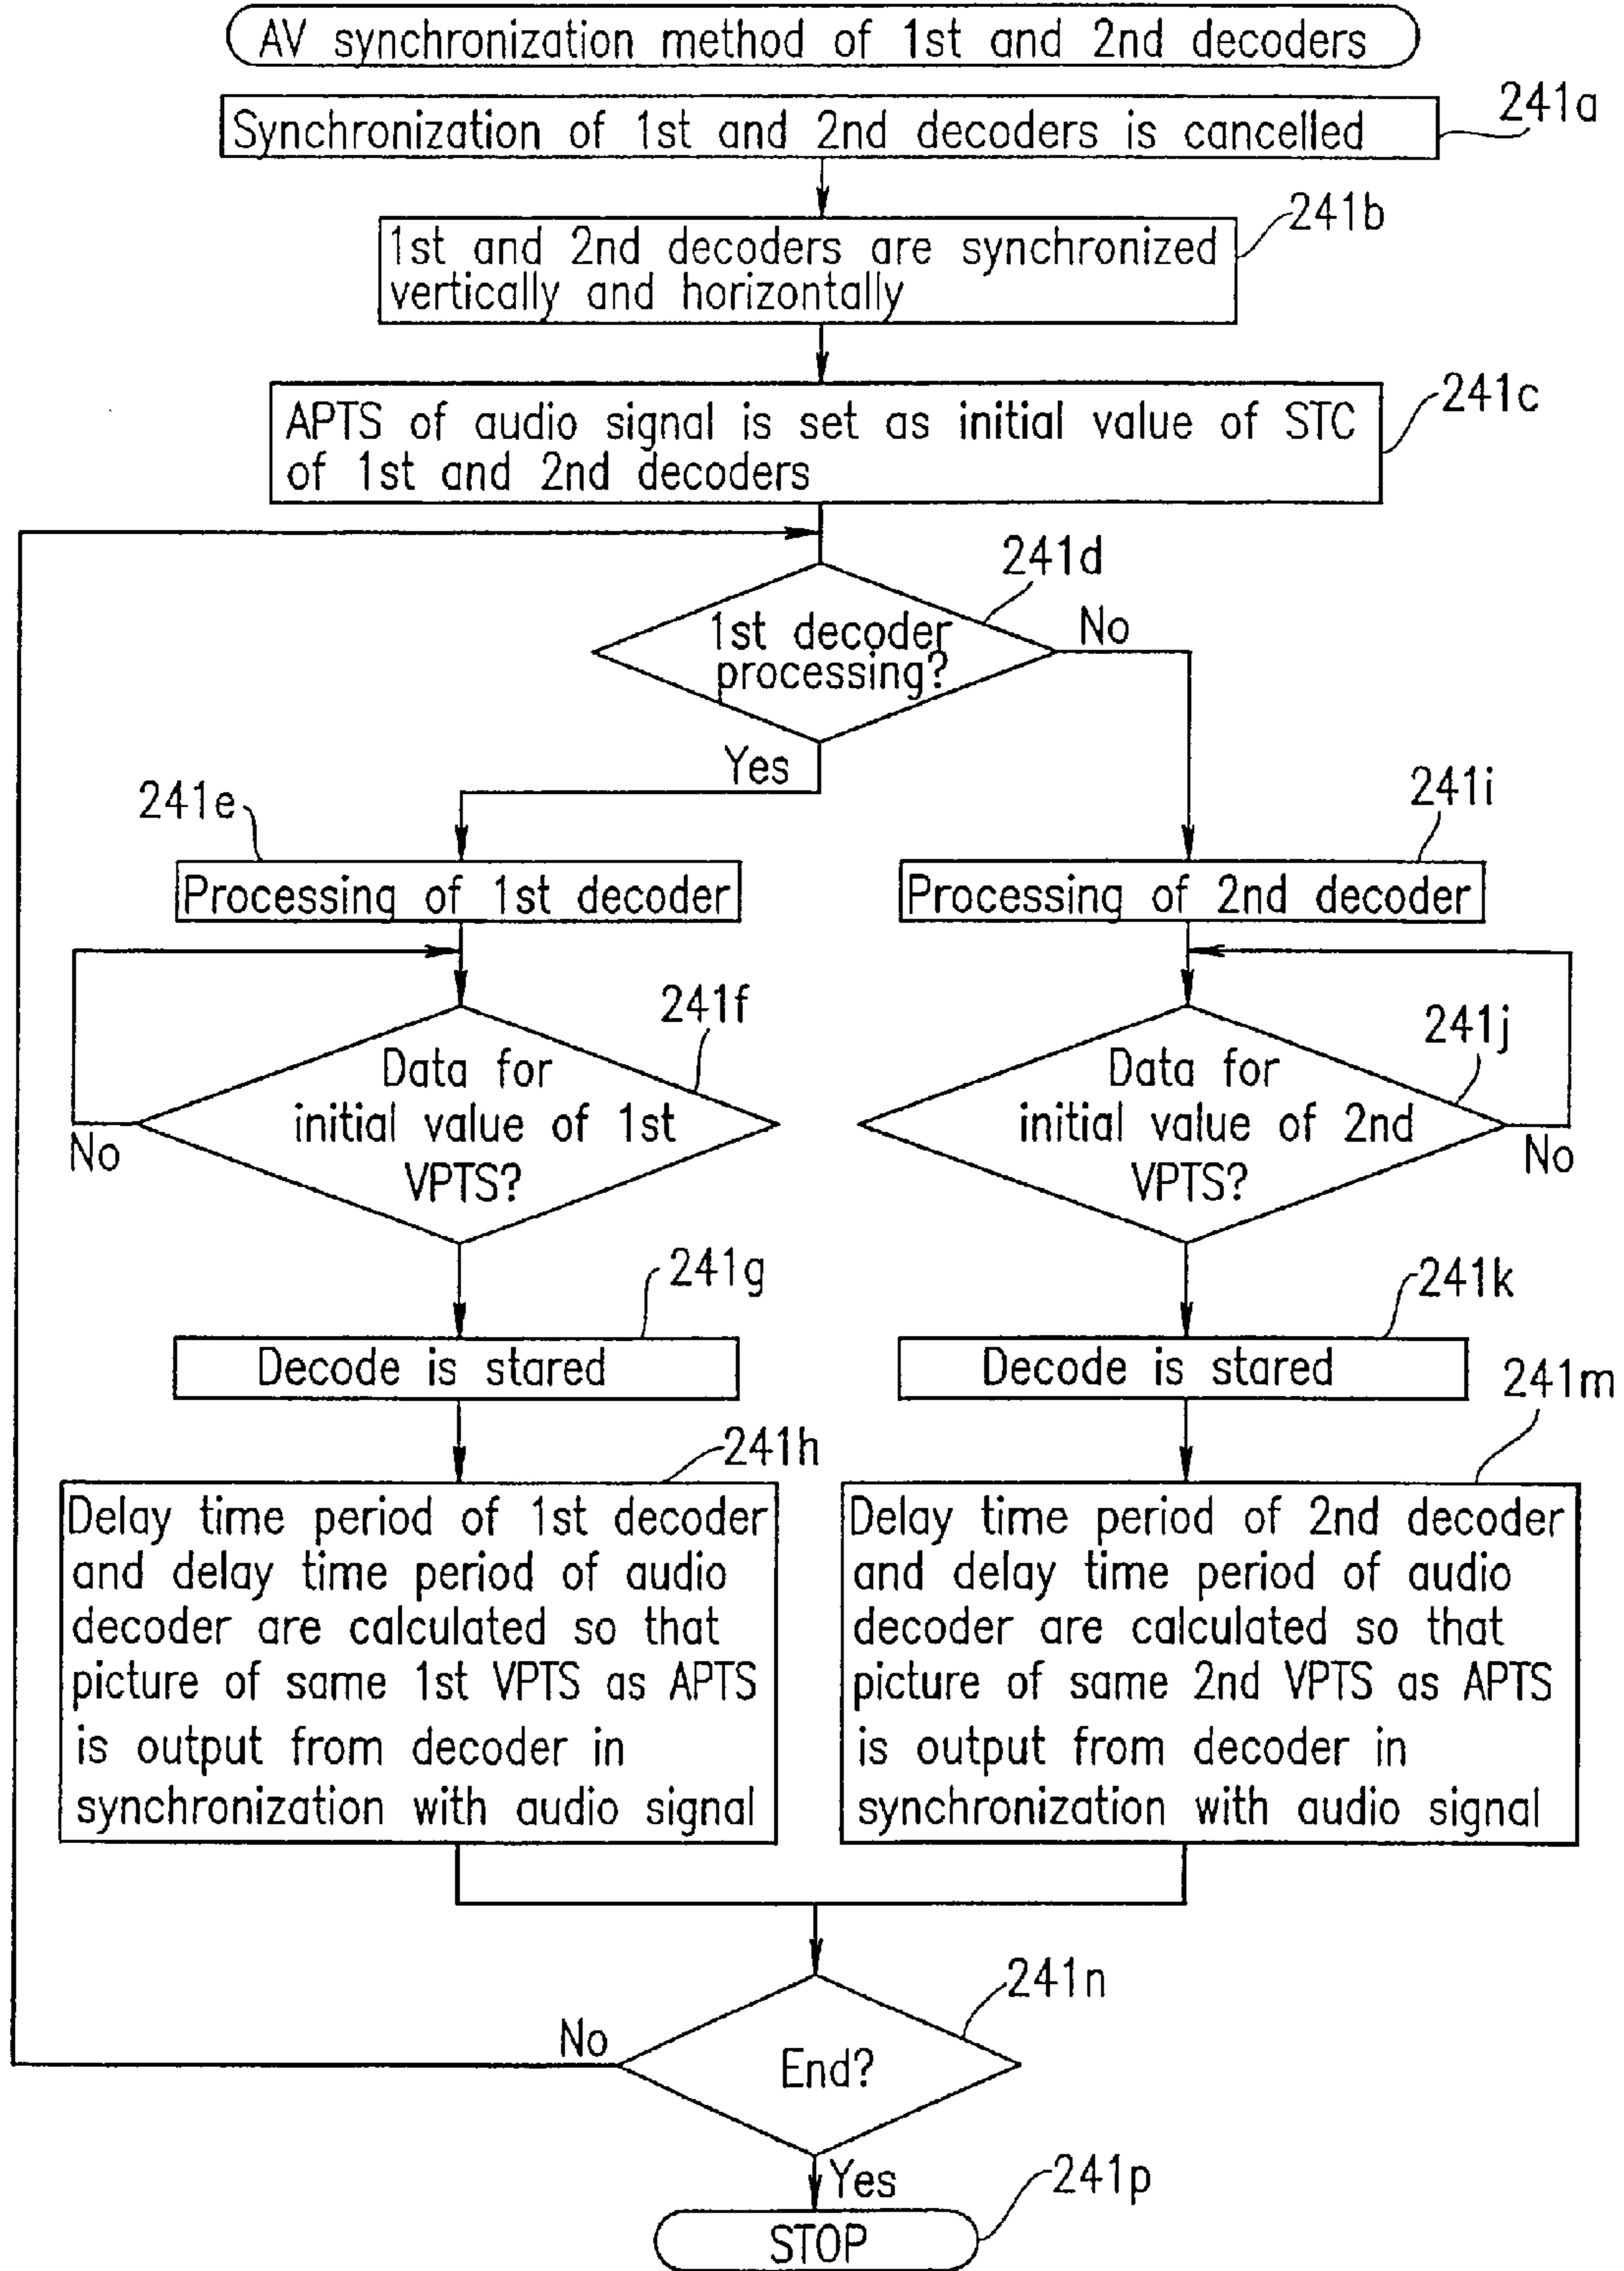 AV synchronization method of 1st and 2nd decoders
241a
Synchronization of 1st and 2nd decoders is cancelled
241b
1st and 2nd decoders are synchronized
vertically and horizontally
241c
APTS of audio signal is set as initial value of STC
of 1st and 2nd decoders
241d
1st decoder
processing?
No
Yes
241e
241i
Processing of 1st decoder
Processing of 2nd decoder
241f
241j
Data for
initial value of 1st
VPTS?
No
Data for
initial value of 2nd
VPTS?
No
241g
241k
Decode is stared
Decode is stared
241h
241m
Delay time period of 1st decoder
and delay time period of audio
decoder are calculated so that
picture of same 1st VPTS as APTS
is output from decoder in
synchronization with audio signal
Delay time period of 2nd decoder
and delay time period of audio
decoder are calculated so that
picture of same 2nd VPTS as APTS
is output from decoder in
synchronization with audio signal
241n
No
End?
Yes
241p
STOP